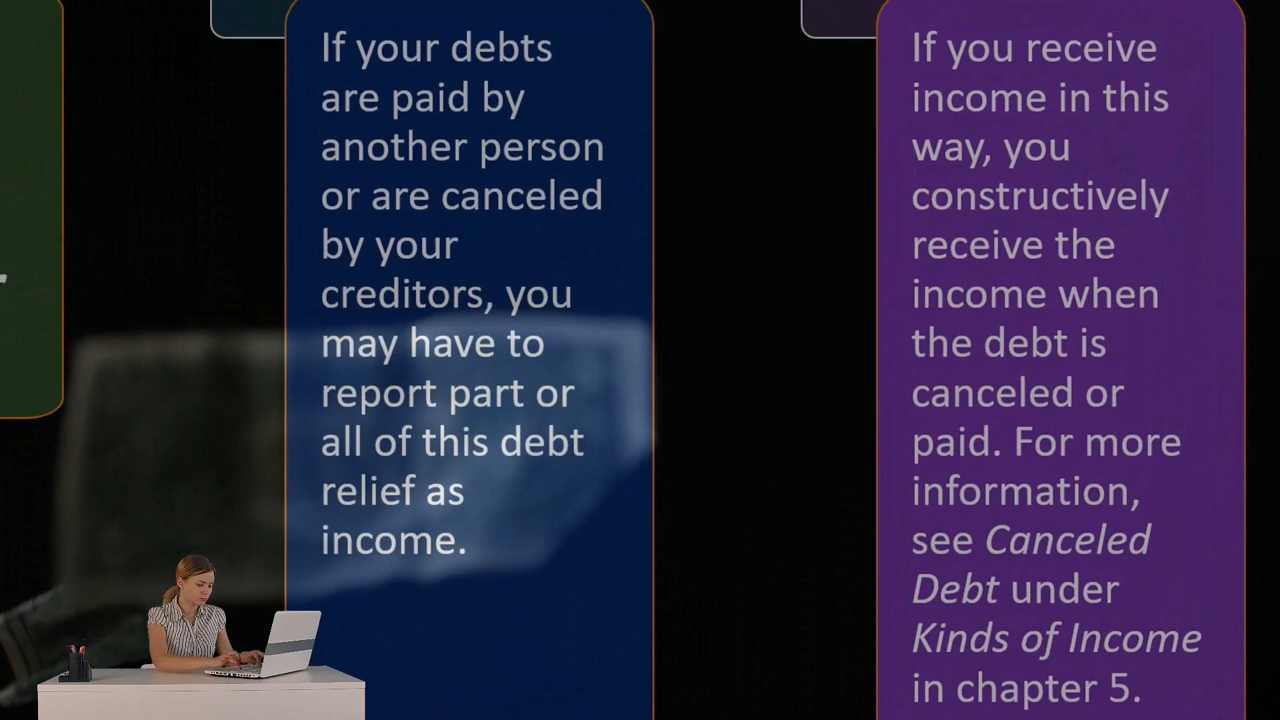 If your debts
are paid by
another person
or are canceled
by your
creditors, you
may have to
report part or
all of this debt
relief as
income.
If you receive
income in this
way, you
constructively
receive the
income when
the debt is
canceled or
paid. For more
information,
see Canceled
Debt under
Kinds of Income
in chapter 5.